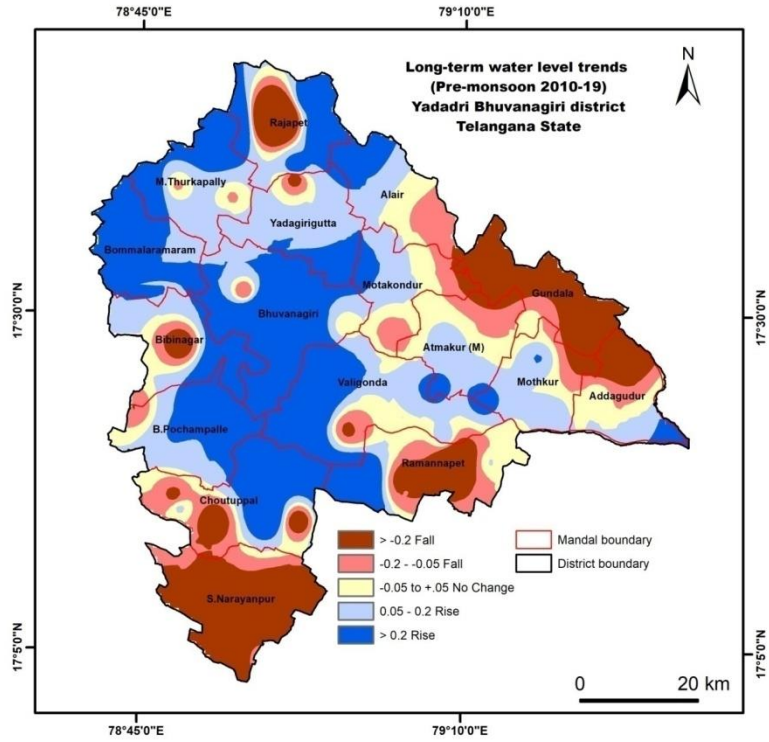 78°45'0"E
79°10'0"E
Long-term water level trends
(Pre-monsoon 2010-19)
Yadadri Bhuvanagiri district
Telangana State
N
Rajapet
M.Thurkapally
Alair
Yadagirigutta
Bommalaramaram
Motakondur
Gundala
17°30'0"N
17°30'0"N
Bhuvanagiri
Bibinagar
Atmakur (M)
Valigonda
Mothkur
Addagudur
B.Pochampalle
Ramannapet
Choutuppal
S.Narayanpur
> -0.2 Fall
-0.2 - -0.05 Fall
-0.05 to +.05 No Change
0.05 - 0.2 Rise
> 0.2 Rise
Mandal boundary
District boundary
17°5'0"N
17°5'0"N
0 20 km
78°45'0"E
79°10'0"E